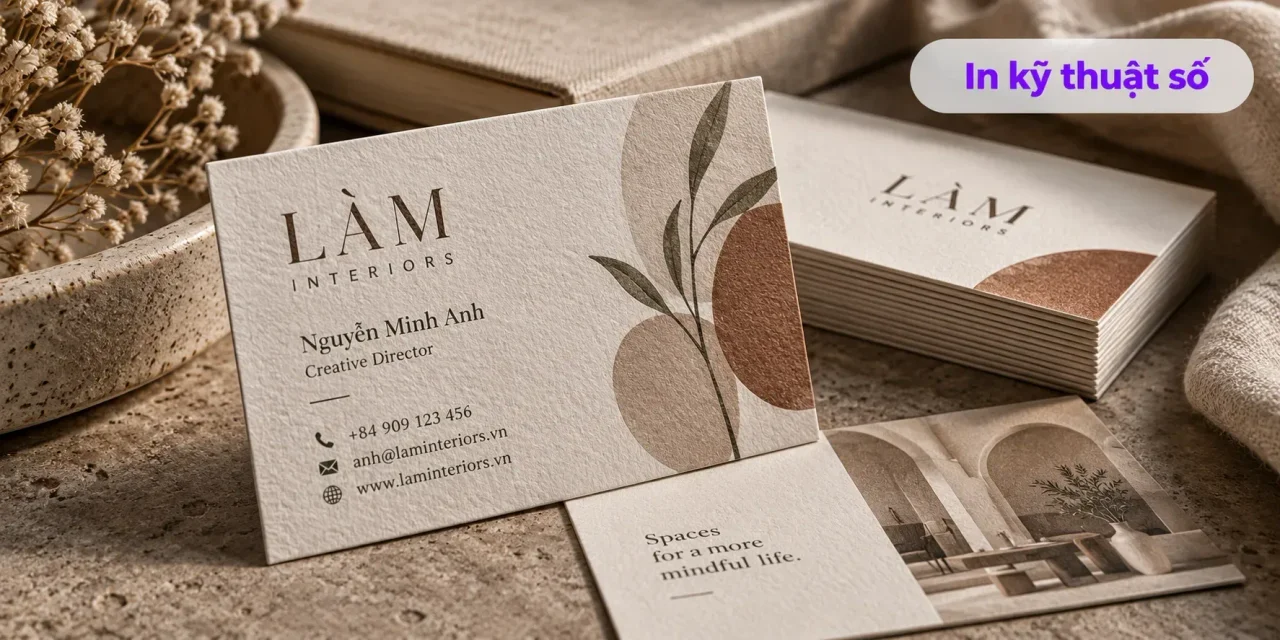 In kỹ thuật số
LÀM
INTERIORS
Nguyễn Minh Anh
Creative Director
+84 909 123 456
anh@laminteriors.vn
www.laminteriors.vn
LÀM
INTERIORS
Spaces
for a more
mindful life.